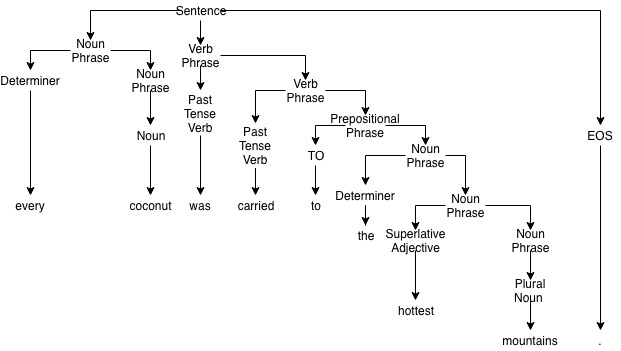 Sentence
Noun
Phrase
Verb
Phrase
Determiner
Noun
Phrase
Past
Tense
Verb
Verb
Phrase
Prepositional
Phrase
Past
Tense
Verb
Noun
TO
Noun
Phrase
EOS
Determiner
Noun
Phrase
every
coconut
was
carried
to
the
Superlative
Adjective
Noun
Phrase
Plural
Noun
hottest
mountains
.